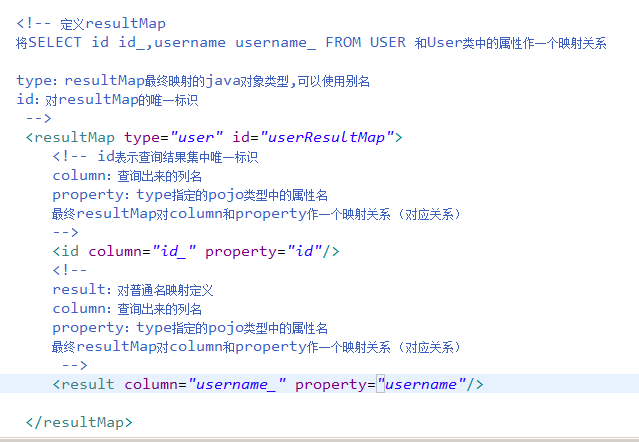 <!-- 定义resultMap
将SELECT id id_,username username_ FROM USER 和User类中的属性作一个映射关系
type：resultMap最终映射的java对象类型,可以使用别名
id：对resultMap的唯一标识
-->
<resultMap type="user" id="userResultMap">
<!-- id表示查询结果集中唯一标识
column：查询出来的列名
property：type指定的pojo类型中的属性名
最终resultMap对column和property作一个映射关系 （对应关系）
-->
<id column="id_" property="id"/>
<!--
result：对普通名映射定义
column：查询出来的列名
property：type指定的pojo类型中的属性名
最终resultMap对column和property作一个映射关系 （对应关系）
-->
<result column="username_" property="username"/>
</resultMap>